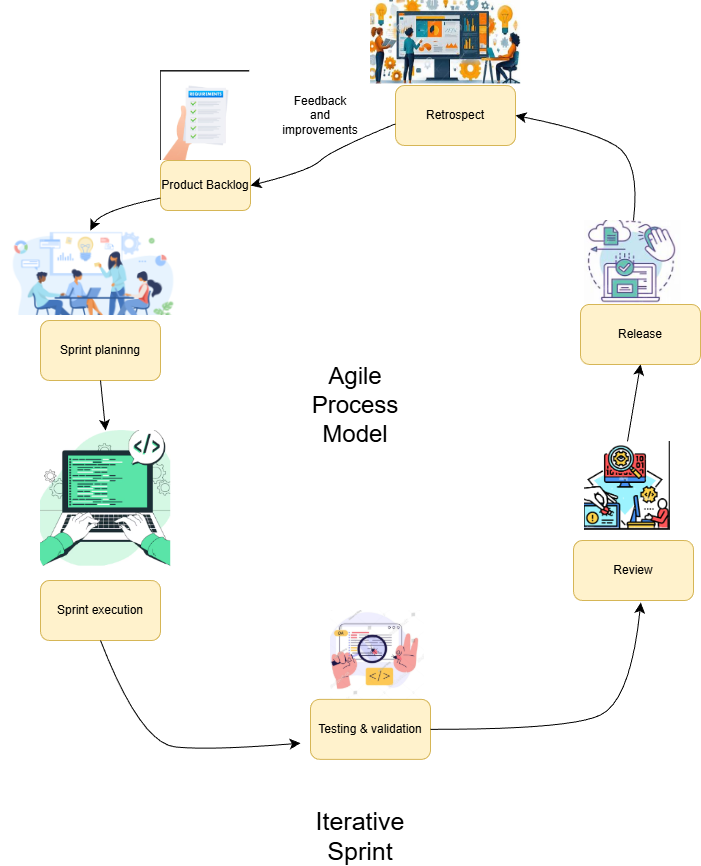 Retrospect
Feedback
and
improvements
REQUIREMENTS
Product Backlog
Sprint planinng
Release
Agile
Process
Model
</>
Sprint execution
Review
</>
Testing & validation
Iterative
Sprint